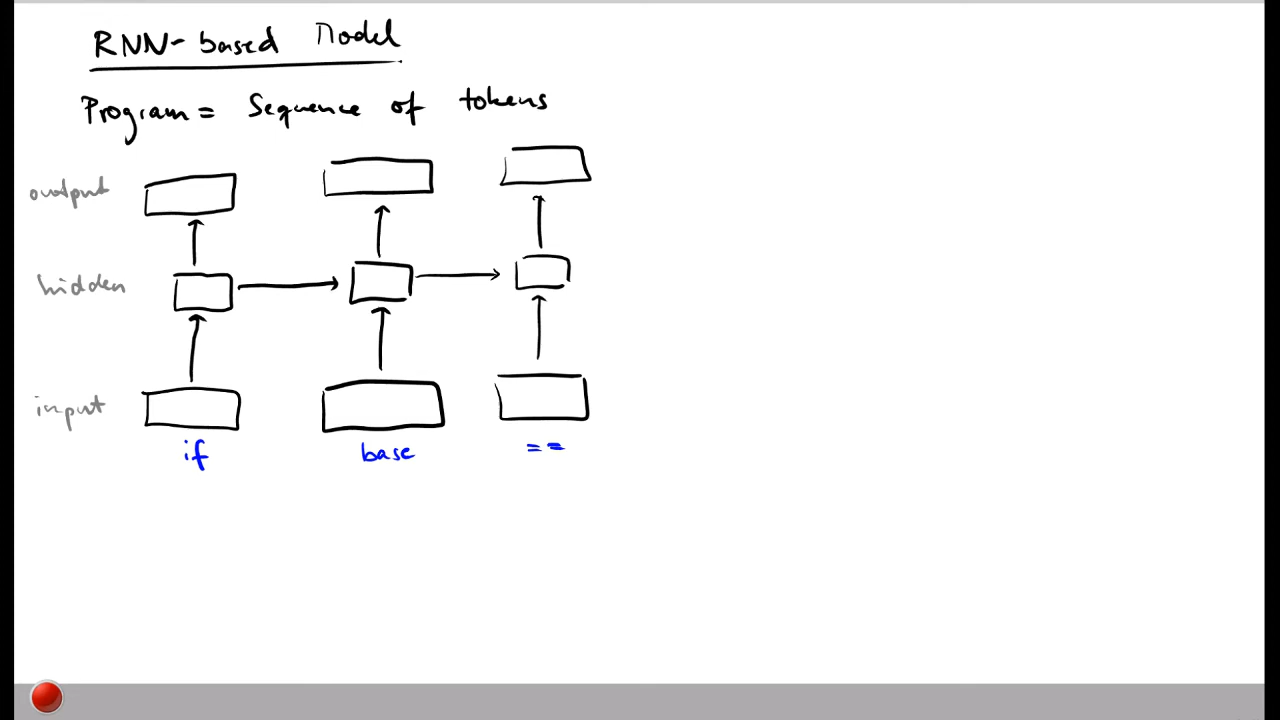 RNN-based Model
Program = Sequence of tokens
output
hidden
input
if base ==